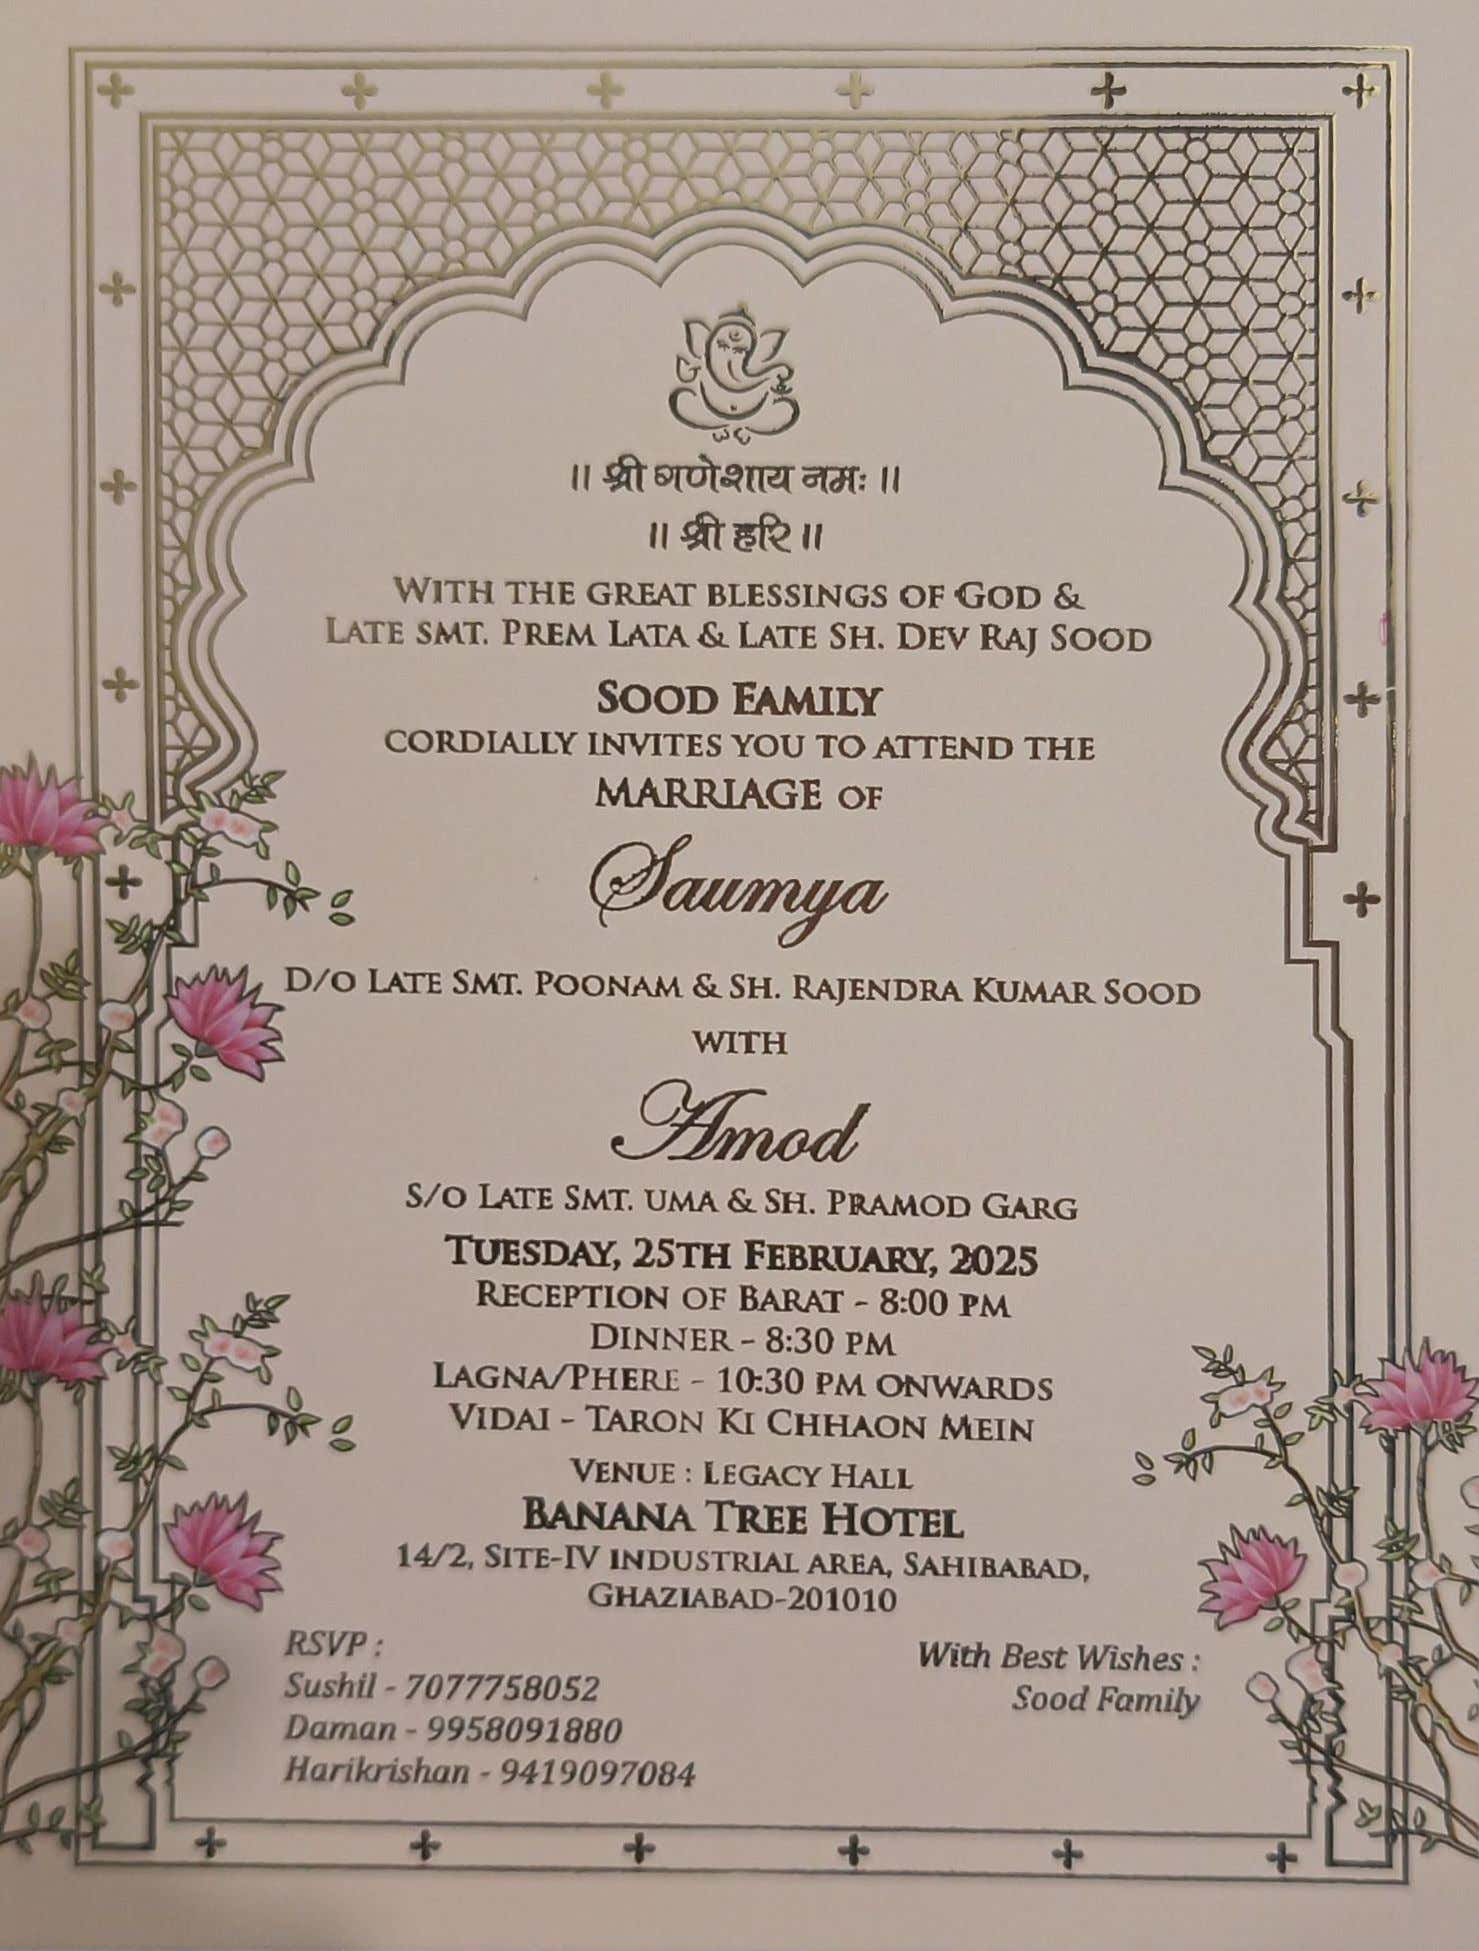 ।। श्री गणेशाय नमः ।।
।। श्री हरि ।।
WITH THE GREAT BLESSINGS OF GOD &
LATE SMT. PREM LATA & LATE SH. DEV RAJ SOOD
SOOD FAMILY
CORDIALLY INVITES YOU TO ATTEND THE
MARRIAGE OF
Saumya
D/O LATE SMT. POONAM & SH. RAJENDRA KUMAR SOOD
WITH
Amod
S/O LATE SMT. UMA & SH. PRAMOD GARG
TUESDAY, 25TH FEBRUARY, 2025
RECEPTION OF BARAT - 8:00 PM
DINNER - 8:30 PM
LAGNA/PHERE - 10:30 PM ONWARDS
VIDAI - TARON KI CHHAON MEIN
VENUE : LEGACY HALL
BANANA TREE HOTEL
14/2, SITE-IV INDUSTRIAL AREA, SAHIBABAD,
GHAZIABAD-201010
RSVP :
Sushil - 7077758052
Daman - 9958091880
Harikrishan - 9419097084
With Best Wishes :
Sood Family